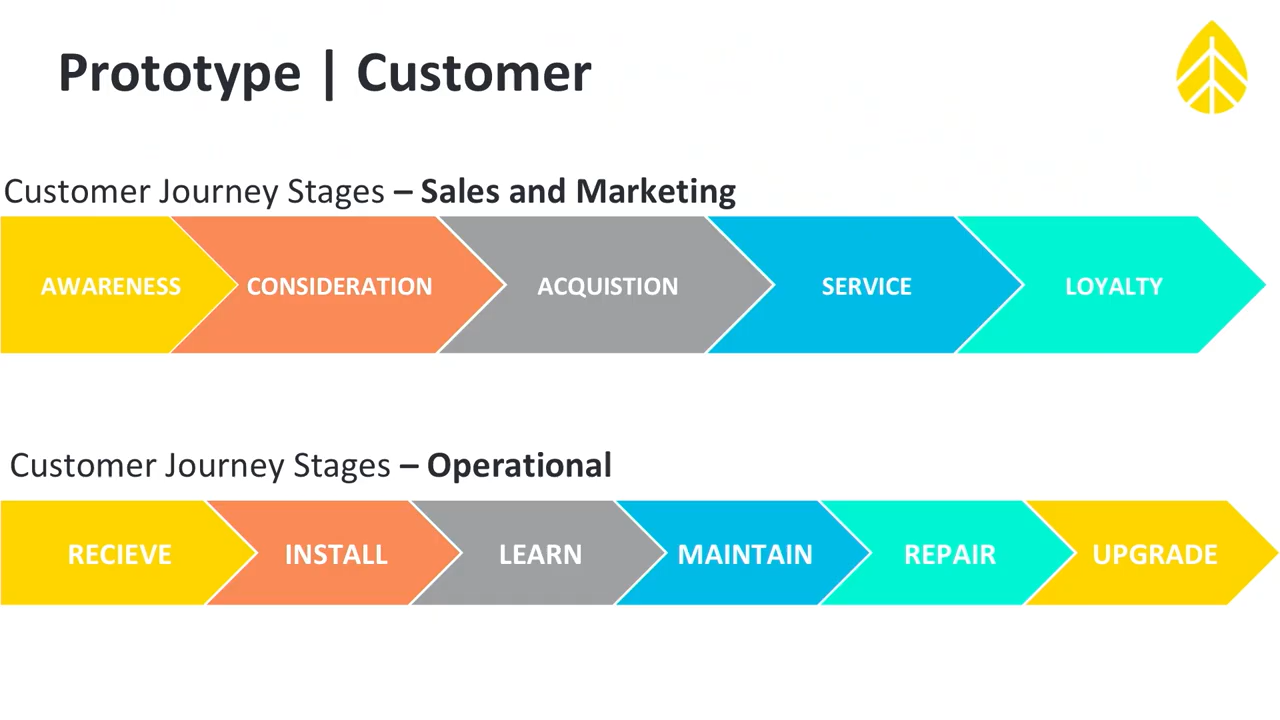 Prototype | Customer
Customer Journey Stages – Sales and Marketing
AWARENESS CONSIDERATION ACQUISTION SERVICE LOYALTY
Customer Journey Stages – Operational
RECIEVE INSTALL LEARN MAINTAIN REPAIR UPGRADE